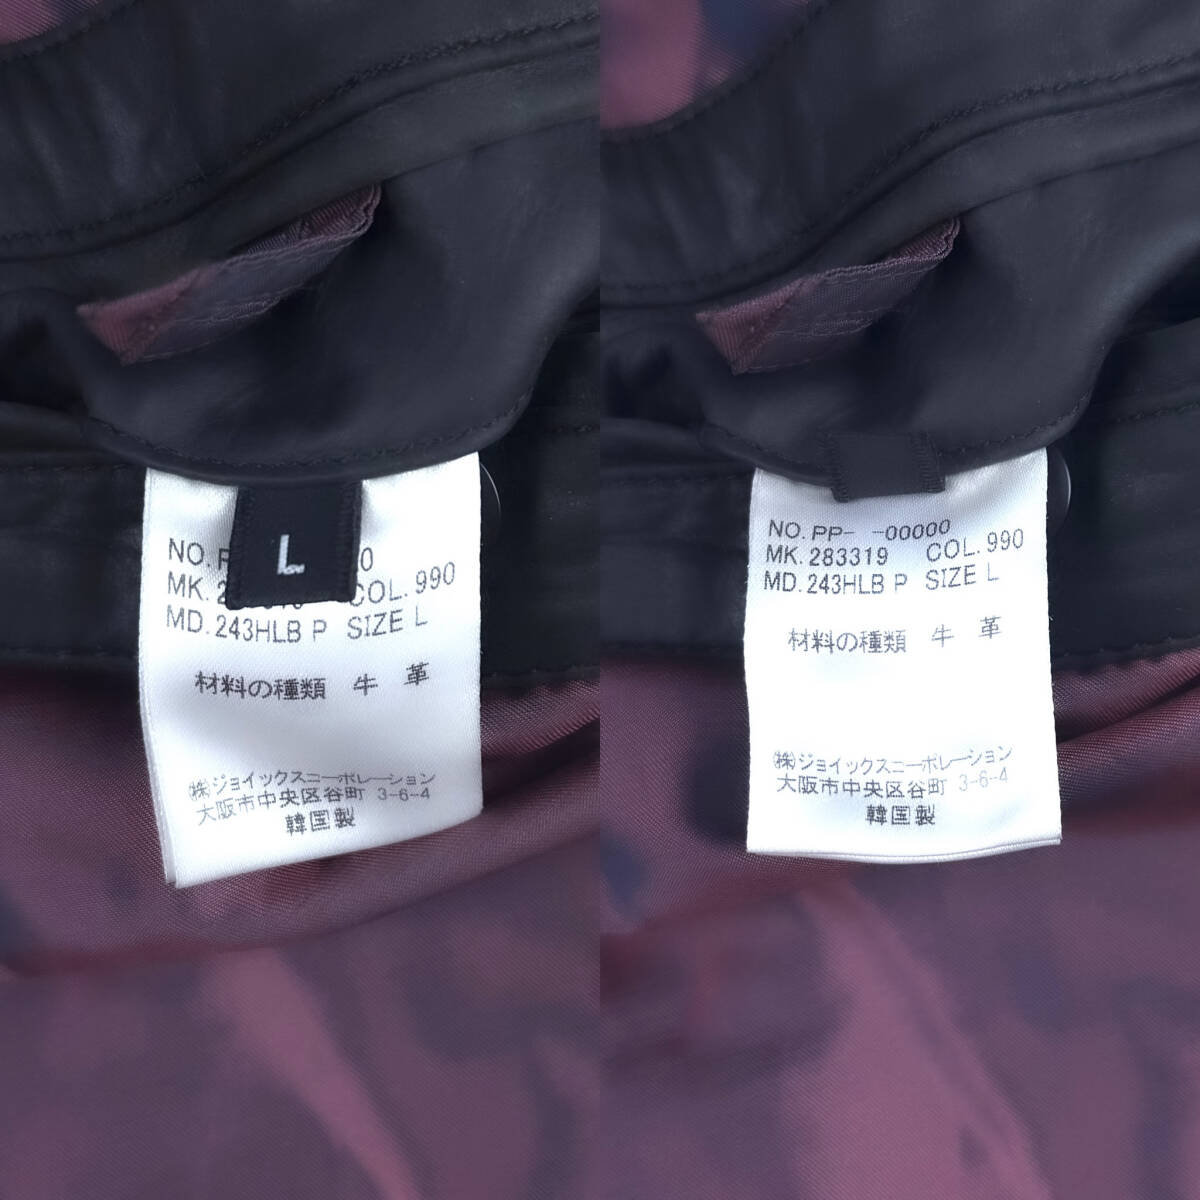 L
NO.
0
MK. 2
COL. 990
MD. 243HLB P SIZE L
材料の種類 牛 革
㈱ジョイックスコーポレーション
大阪市中央区谷町 3-6-4
韓国製
NO. PP- -00000
MK. 283319 COL. 990
MD. 243HLB P SIZE L
材料の種類 牛 革
㈱ジョイックスコーポレーション
大阪市中央区谷町 3-6-4
韓国製